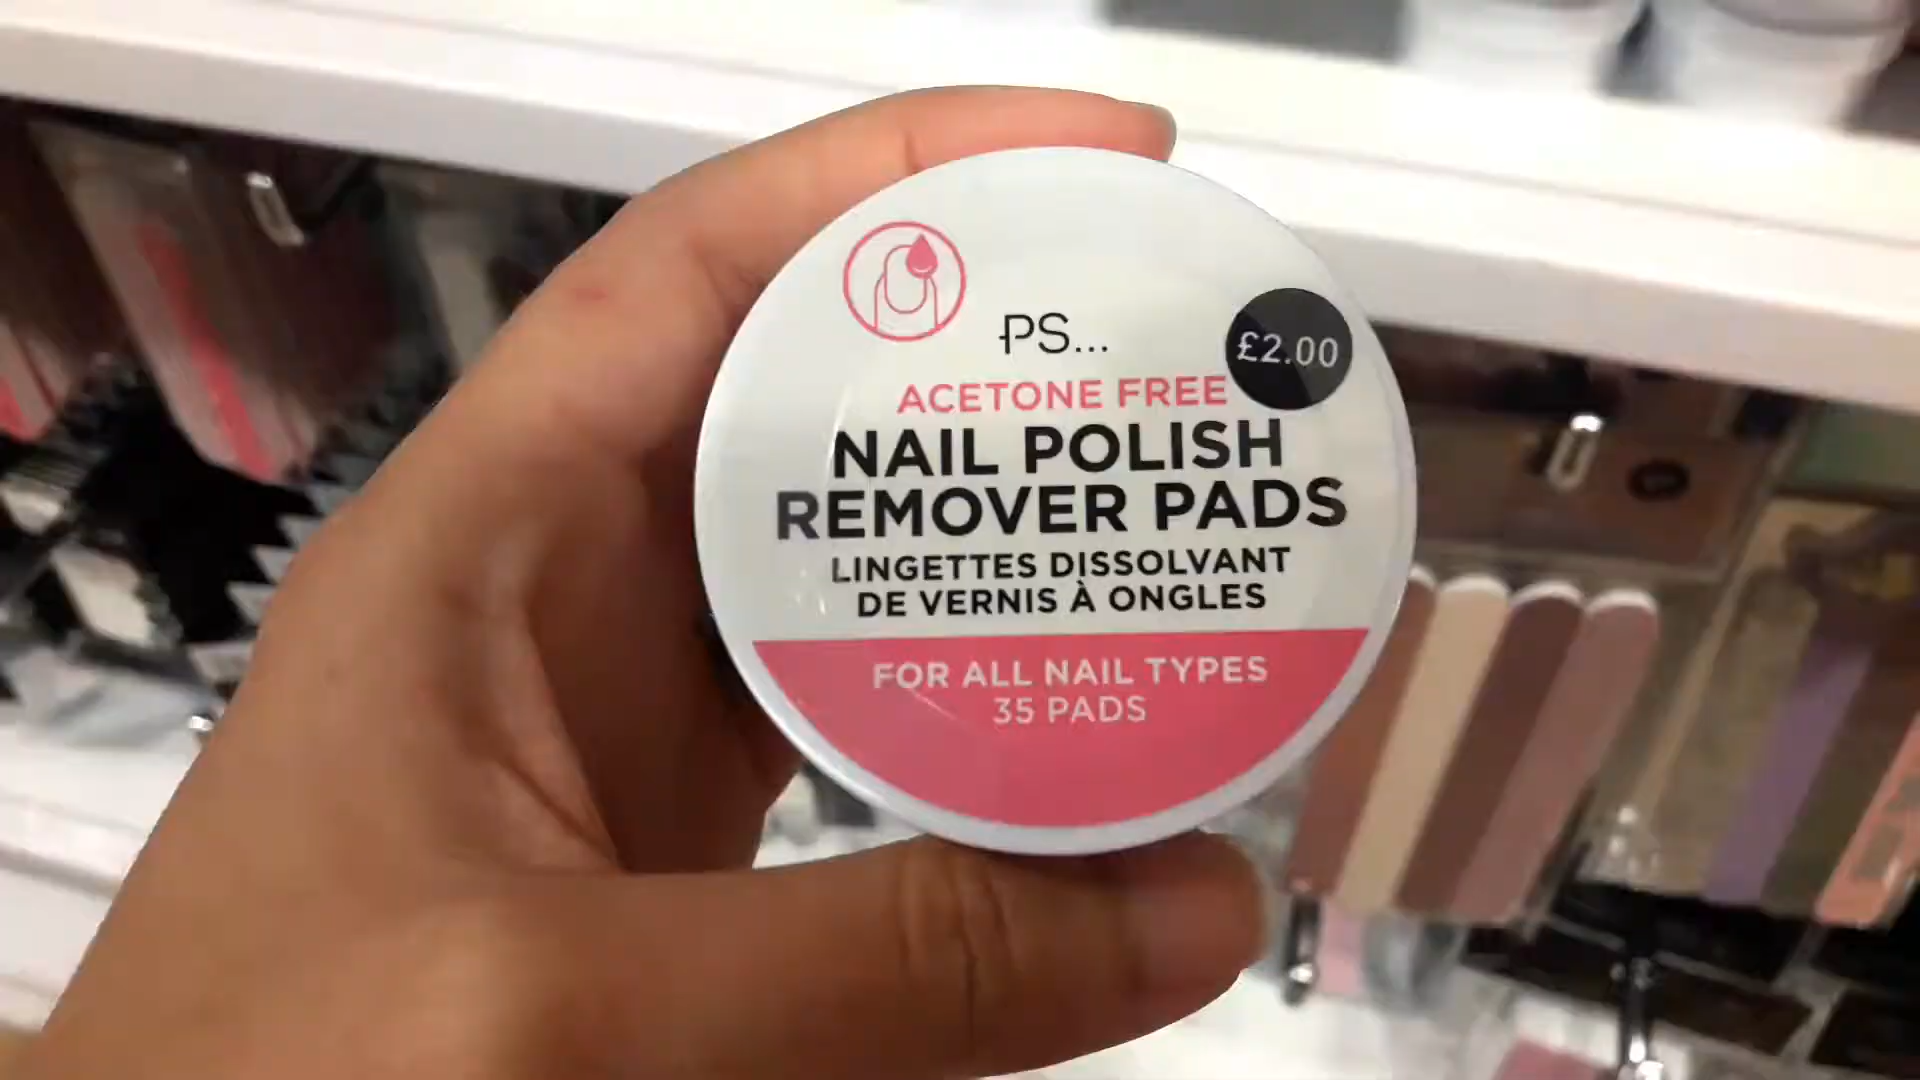 PS...
£2.00
ACETONE FREE
NAIL POLISH
REMOVER PADS
LINGETTES DISSOLVANT
DE VERNIS À ONGLES
FOR ALL NAIL TYPES
35 PADS